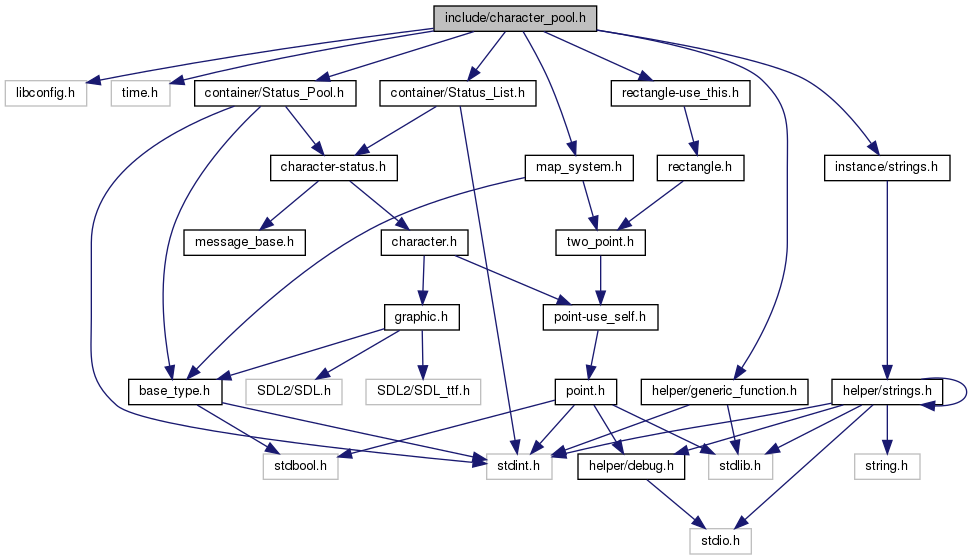 include/character_pool.h
libconfig.h
time.h
container/Status_Pool.h
container/Status_List.h
rectangle-use_this.h
character-status.h
map_system.h
rectangle.h
instance/strings.h
message_base.h
character.h
two_point.h
graphic.h
point-use_self.h
base_type.h
SDL2/SDL.h
SDL2/SDL_ttf.h
point.h
helper/generic_function.h
helper/strings.h
stdbool.h
stdint.h
helper/debug.h
stdlib.h
string.h
stdio.h